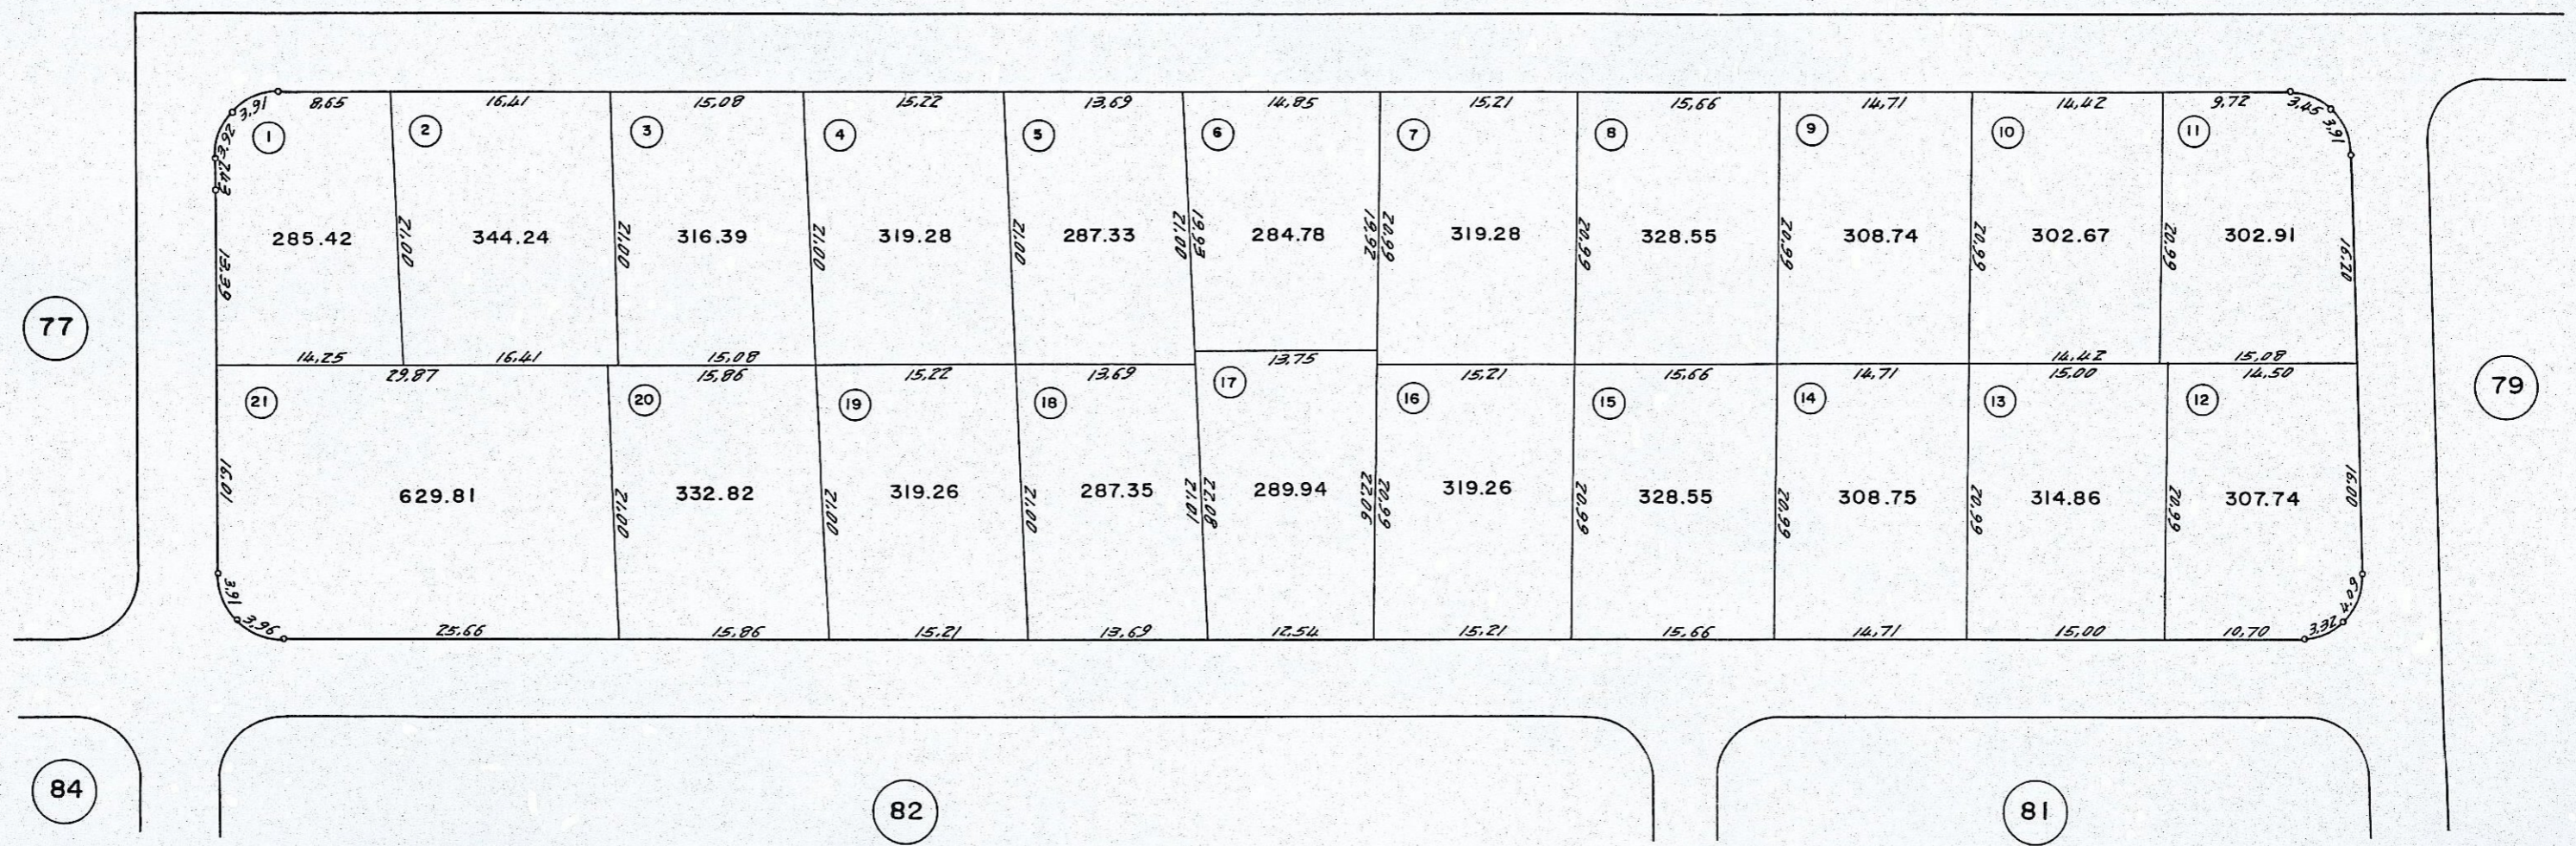 3,91 8,65 16,41 15,08 15,22 13,69 14,85 15,21 15,66 14,71 14,42 9,72 3,45 3,91
1 2 3 4 5 6 7 8 9 10 11
3,92 2,43
13,39 21,00 21,00 21,00 21,00 21,00 19,93 19,92 20,99 20,99 20,99 20,99 20,99 16,20
285.42 344.24 316.39 319.28 287.33 284.78 319.28 328.55 308.74 302.67 302.91
77
14,25 16,41 15,08 13,75 14,42 15,08
29,87 15,86 15,22 13,69 15,21 15,66 14,71 15,00 14,50
21 20 19 18 17 16 15 14 13 12
79
16,01 21,00 21,00 21,00 21,01 22,08 22,06 20,99 20,99 20,99 20,99 20,99 16,00
629.81 332.82 319.26 287.35 289.94 319.26 328.55 308.75 314.86 307.74
3,91 4,09
3,96 25,66 15,86 15,21 13,69 12,54 15,21 15,66 14,71 15,00 10,70 3,32
84 82 81